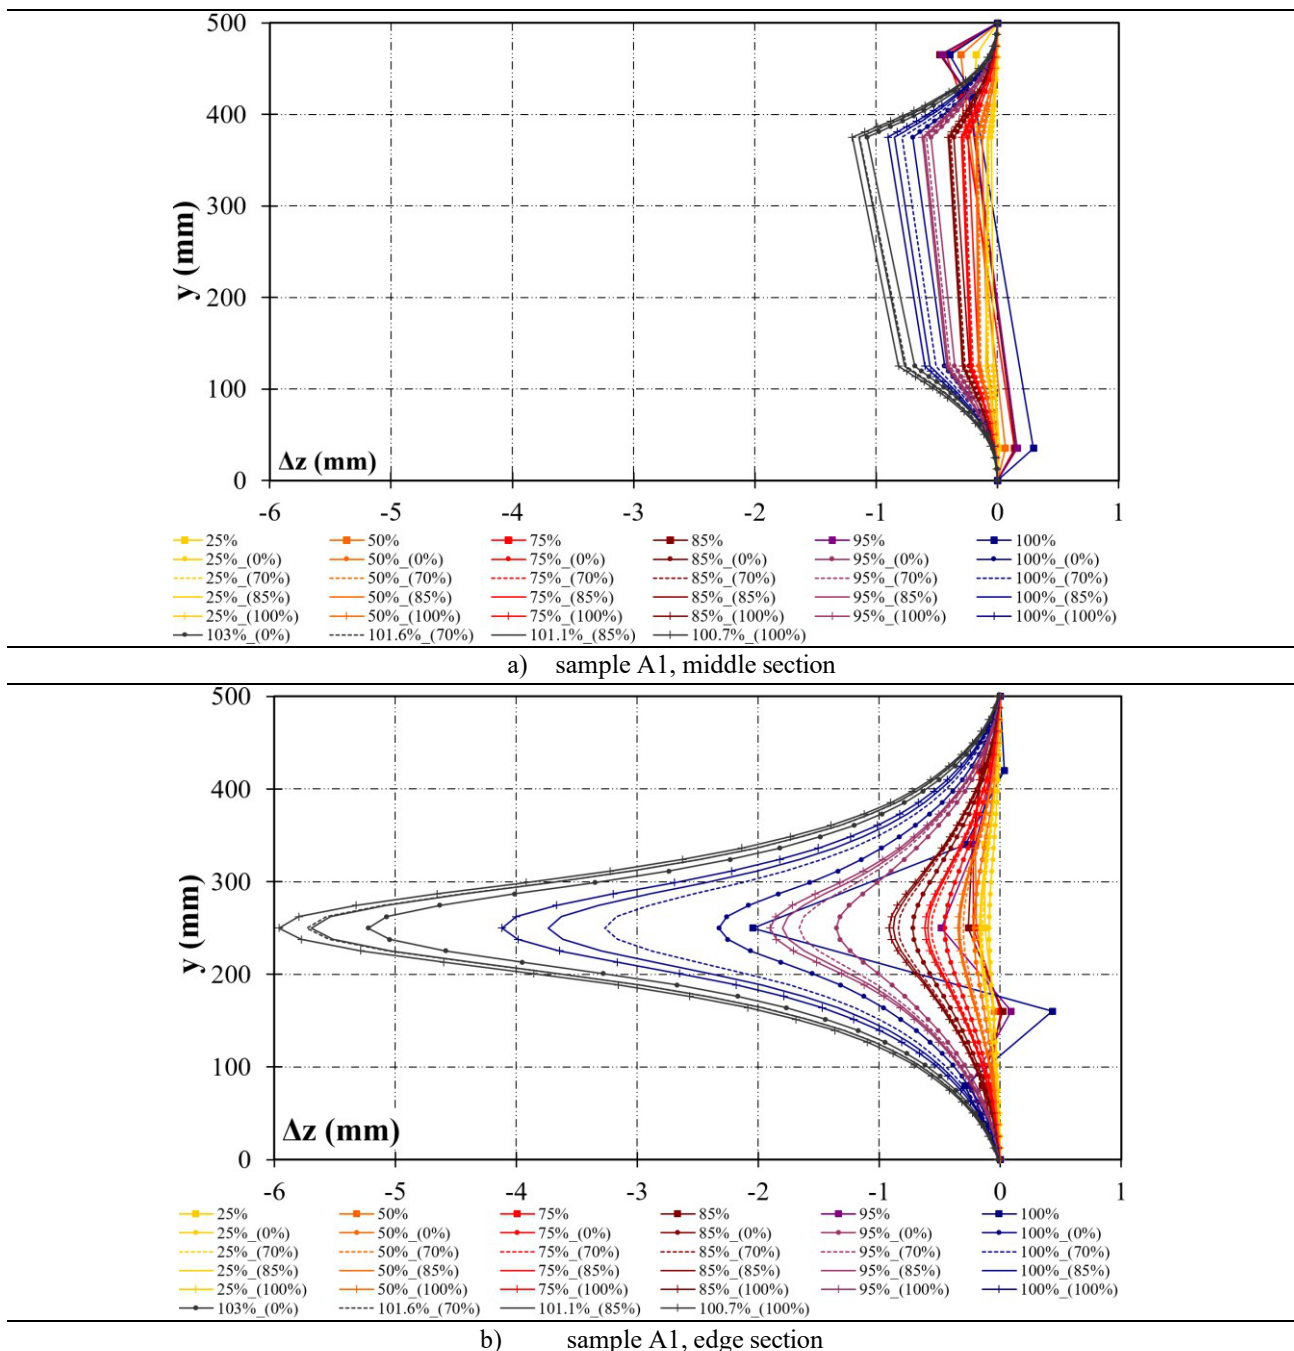 500
400
300
200
100
0
y (mm)
Δz (mm)
-6 -5 -4 -3 -2 -1 0 1
25% 50% 75% 85% 95% 100%
25%_(0%) 50%_(0%) 75%_(0%) 85%_(0%) 95%_(0%) 100%_(0%)
25%_(70%) 50%_(70%) 75%_(70%) 85%_(70%) 95%_(70%) 100%_(70%)
25%_(85%) 50%_(85%) 75%_(85%) 85%_(85%) 95%_(85%) 100%_(85%)
25%_(100%) 50%_(100%) 75%_(100%) 85%_(100%) 95%_(100%) 100%_(100%)
103%_(0%) 101.6%_(70%) 101.1%_(85%) 100.7%_(100%)
a) sample A1, middle section
500
400
300
200
100
0
y (mm)
Δz (mm)
-6 -5 -4 -3 -2 -1 0 1
25% 50% 75% 85% 95% 100%
25%_(0%) 50%_(0%) 75%_(0%) 85%_(0%) 95%_(0%) 100%_(0%)
25%_(70%) 50%_(70%) 75%_(70%) 85%_(70%) 95%_(70%) 100%_(70%)
25%_(85%) 50%_(85%) 75%_(85%) 85%_(85%) 95%_(85%) 100%_(85%)
25%_(100%) 50%_(100%) 75%_(100%) 85%_(100%) 95%_(100%) 100%_(100%)
103%_(0%) 101.6%_(70%) 101.1%_(85%) 100.7%_(100%)
b) sample A1, edge section